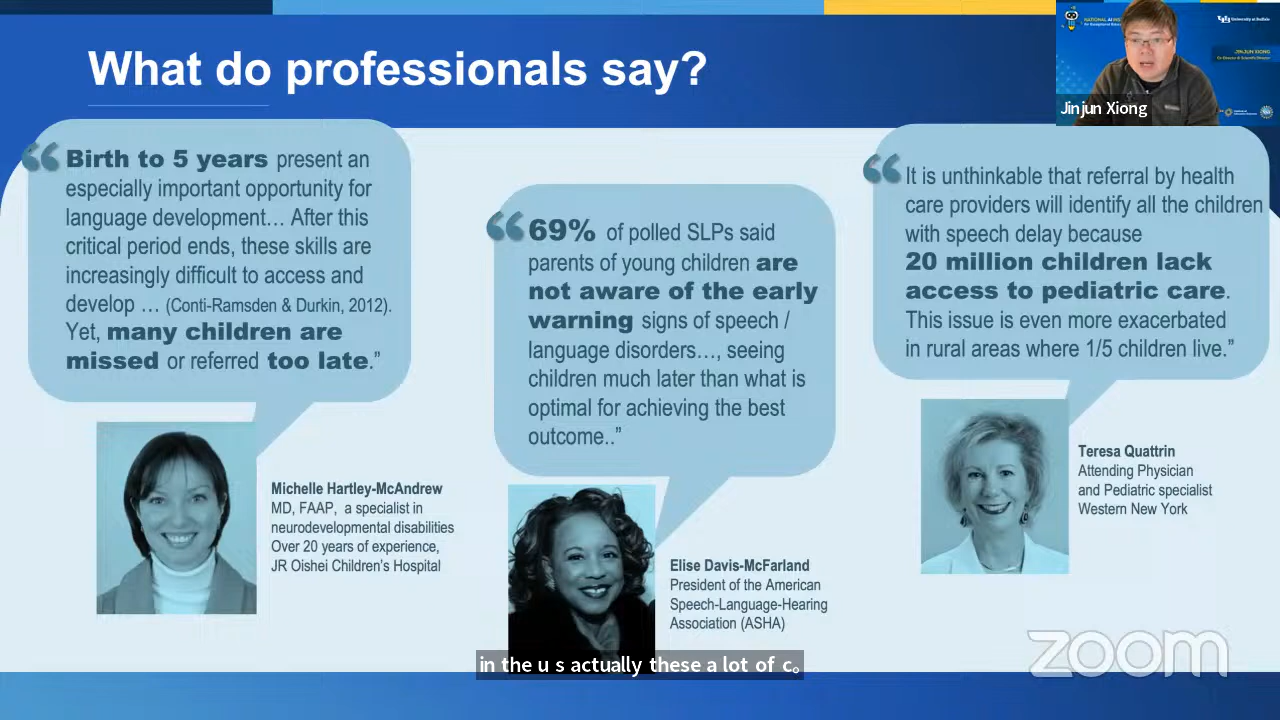 What do professionals say?
NATIONAL AI INS
University at Buffalo
JINJUN XIONG
Jinjun Xiong
“Birth to 5 years present an
especially important opportunity for
language development… After this
critical period ends, these skills are
increasingly difficult to access and
develop … (Conti-Ramsden & Durkin, 2012).
Yet, many children are
missed or referred too late.”
Michelle Hartley-McAndrew
MD, FAAP, a specialist in
neurodevelopmental disabilities
Over 20 years of experience,
JR Oishei Children’s Hospital
“69% of polled SLPs said
parents of young children are
not aware of the early
warning signs of speech /
language disorders…, seeing
children much later than what is
optimal for achieving the best
outcome..”
Elise Davis-McFarland
President of the American
Speech-Language-Hearing
Association (ASHA)
“It is unthinkable that referral by health
care providers will identify all the children
with speech delay because
20 million children lack
access to pediatric care.
This issue is even more exacerbated
in rural areas where 1/5 children live.”
Teresa Quattrin
Attending Physician
and Pediatric specialist
Western New York
zoom
in the u s actually these a lot of c。